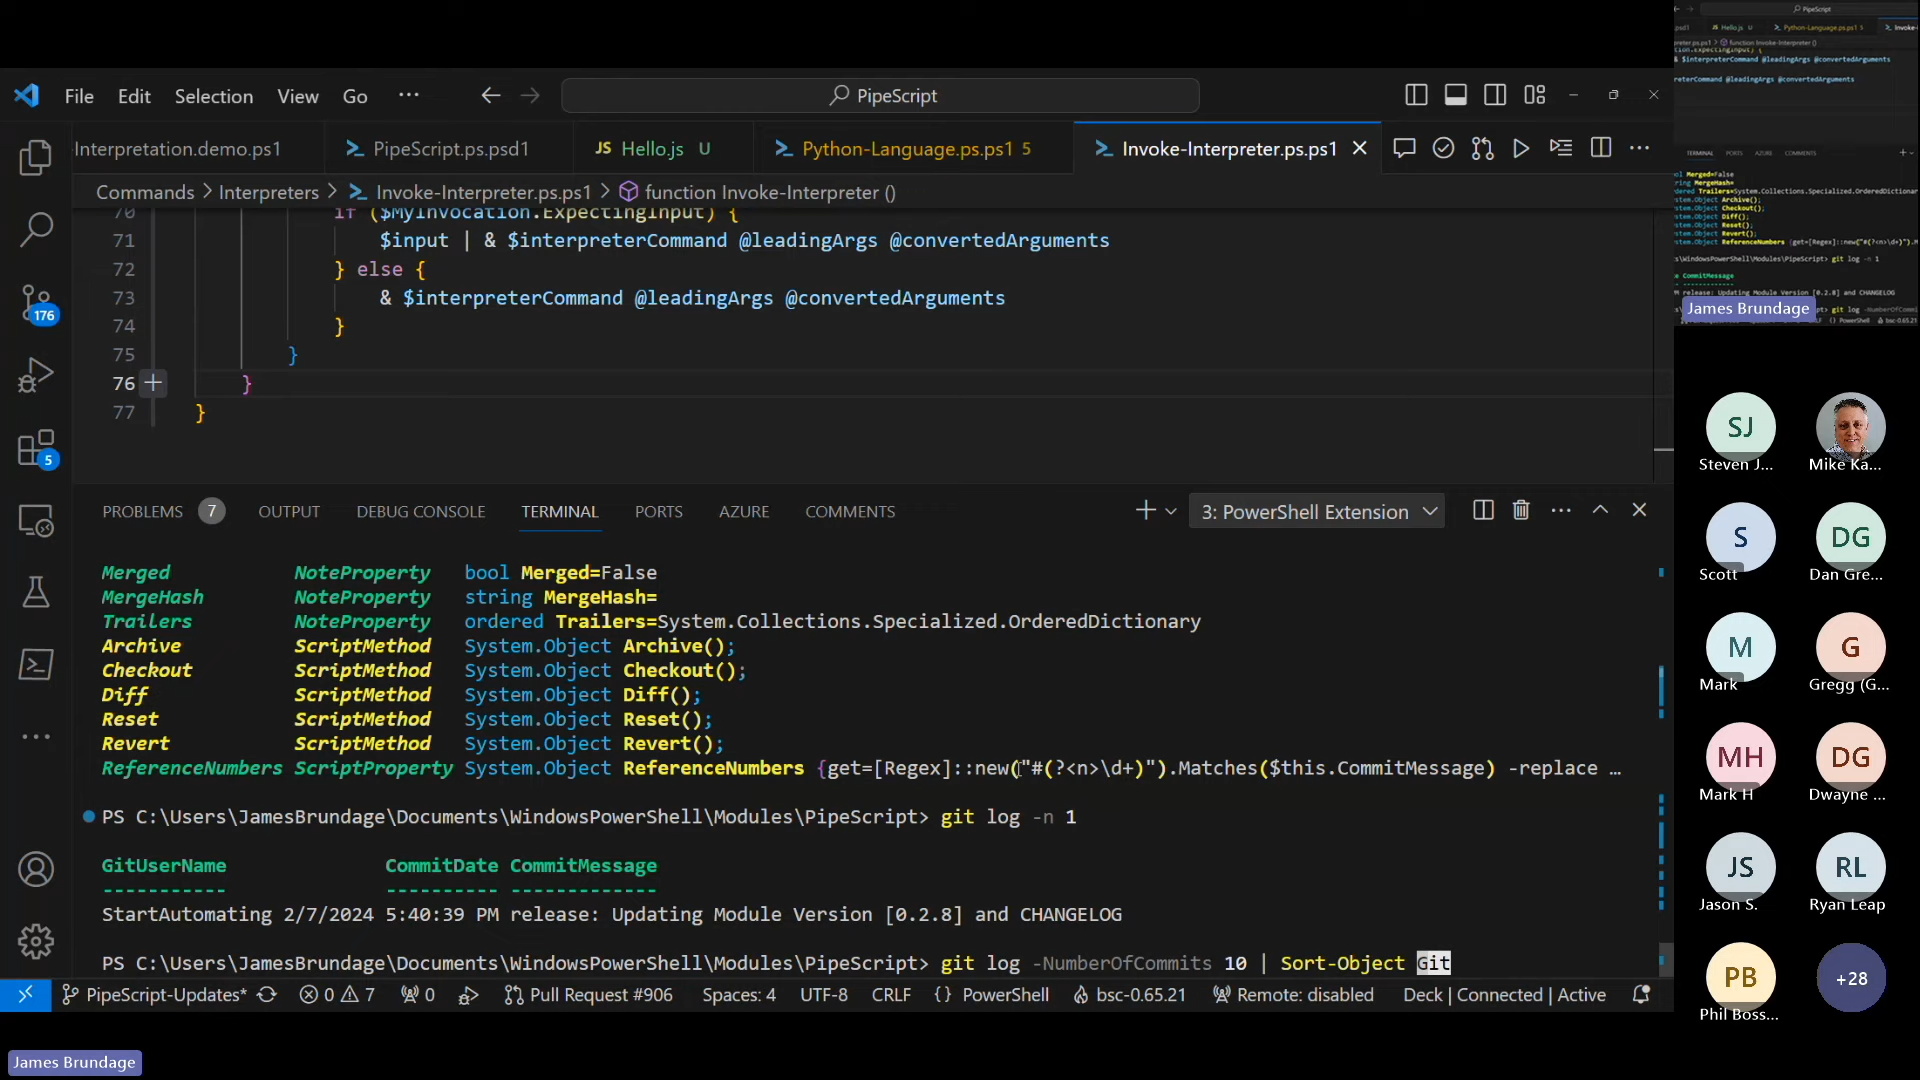 File Edit Selection View Go ··· PipeScript
Interpretation.demo.ps1 PipeScript.ps.psd1 JS Hello.js U Python-Language.ps.ps1 5 Invoke-Interpreter.ps.ps1
Commands > Interpreters > Invoke-Interpreter.ps.ps1 > function Invoke-Interpreter ()
70 if ($MyInvocation.ExpectingInput) {
71 $input | & $interpreterCommand @leadingArgs @convertedArguments
72 } else {
73 & $interpreterCommand @leadingArgs @convertedArguments
74 }
75 }
76 }
77 }
176
5
PROBLEMS 7 OUTPUT DEBUG CONSOLE TERMINAL PORTS AZURE COMMENTS 3: PowerShell Extension
Merged NoteProperty bool Merged=False
MergeHash NoteProperty string MergeHash=
Trailers NoteProperty ordered Trailers=System.Collections.Specialized.OrderedDictionary
Archive ScriptMethod System.Object Archive();
Checkout ScriptMethod System.Object Checkout();
Diff ScriptMethod System.Object Diff();
Reset ScriptMethod System.Object Reset();
Revert ScriptMethod System.Object Revert();
ReferenceNumbers ScriptProperty System.Object ReferenceNumbers {get=[Regex]::new("#(?<n>\d+)").Matches($this.CommitMessage) -replace …
PS C:\Users\JamesBrundage\Documents\WindowsPowerShell\Modules\PipeScript> git log -n 1
GitUserName CommitDate CommitMessage
----------- ---------- -------------
StartAutomating 2/7/2024 5:40:39 PM release: Updating Module Version [0.2.8] and CHANGELOG
PS C:\Users\JamesBrundage\Documents\WindowsPowerShell\Modules\PipeScript> git log -NumberOfCommits 10 | Sort-Object Git
PipeScript-Updates* 0 7 0 Pull Request #906 Spaces: 4 UTF-8 CRLF {} PowerShell bsc-0.65.21 Remote: disabled Deck | Connected | Active
James Brundage
James Brundage
SJ
Steven J... Mike Ka...
S DG
Scott Dan Gre...
M G
Mark Gregg (G...
MH DG
Mark H Dwayne ...
JS RL
Jason S. Ryan Leap
PB +28
Phil Boss...